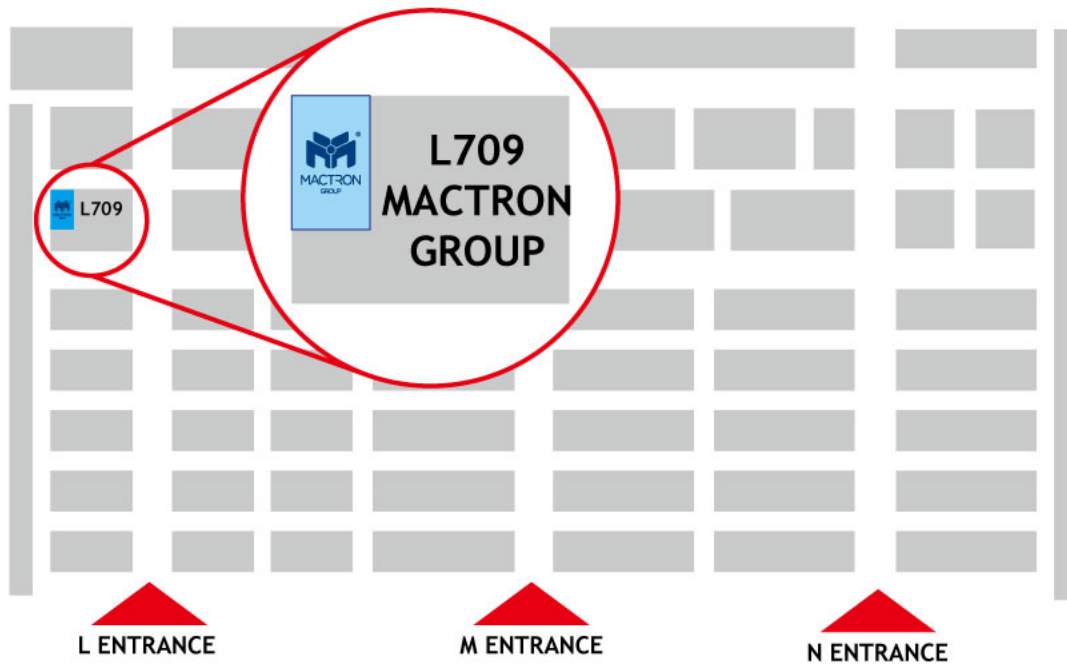 L709
MACTRON
GROUP
®
MACTRON
GROUP
L709
L ENTRANCE
M ENTRANCE
N ENTRANCE